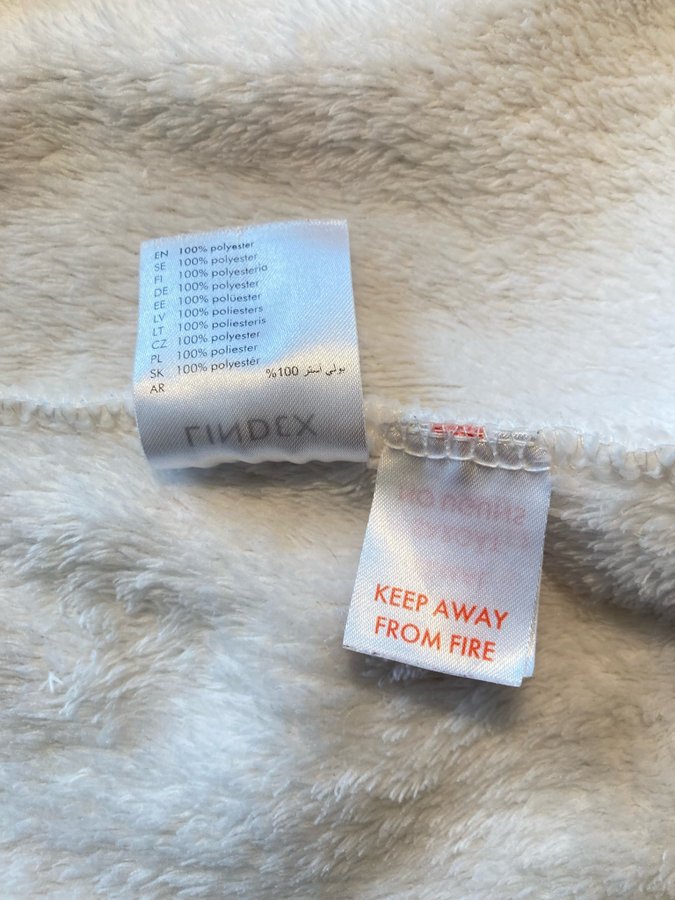 EN 100% polyester
SE 100% polyester
FI 100% polyesteria
DE 100% polyester
EE 100% polüester
LV 100% poliesters
LT 100% poliesteris
CZ 100% polyester
PL 100% poliester
SK 100% polyestér
AR بولي استر 100%
LINDEX
KEEP AWAY
FROM FIRE